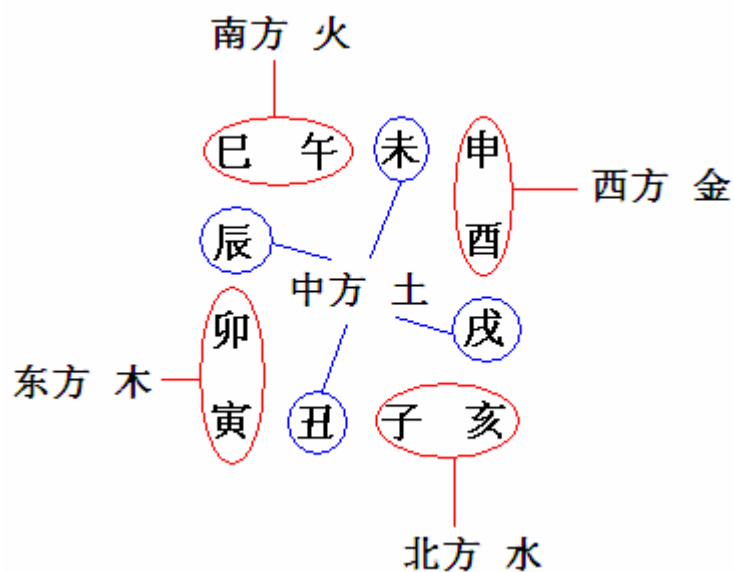 南方 火
巳 午 未 申
西方 金
辰 酉
中方 土
卯 戌
东方 木
寅 丑 子 亥
北方 水